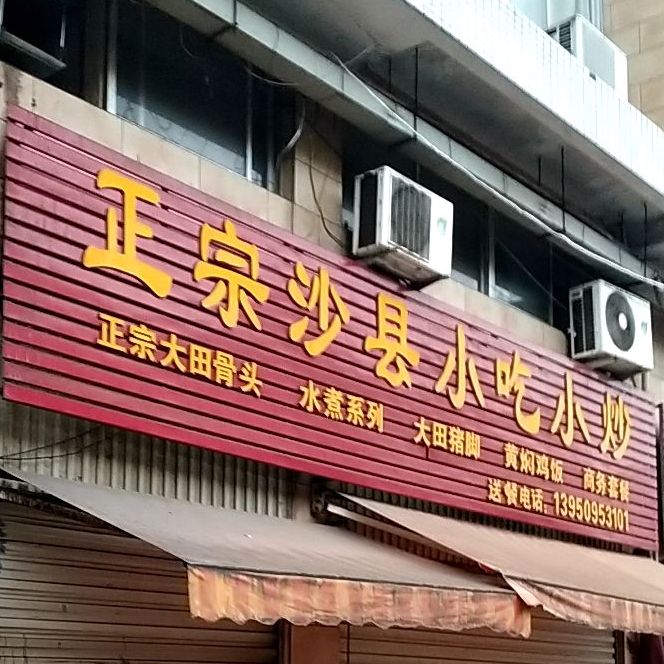 正宗沙县小吃小炒
正宗大田骨头 水煮系列 大田猪脚 黄焖鸡饭 商务套餐
送餐电话:13950953101